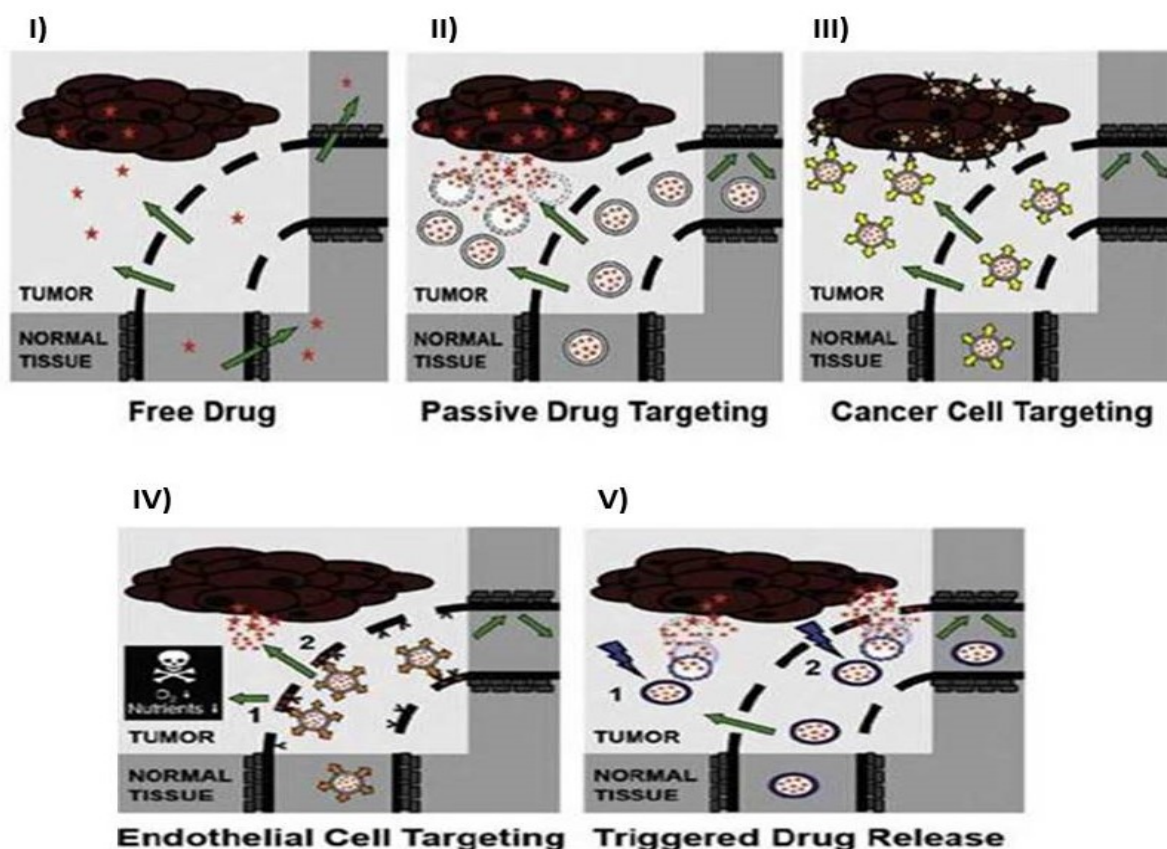 I)
II)
III)
TUMOR
NORMAL
TISSUE
Free Drug
TUMOR
NORMAL
TISSUE
Passive Drug Targeting
TUMOR
NORMAL
TISSUE
Cancer Cell Targeting
IV)
V)
2
O₂ ↓
Nutrients ↓
1
TUMOR
NORMAL
TISSUE
Endothelial Cell Targeting
2
1
TUMOR
NORMAL
TISSUE
Triggered Drug Release